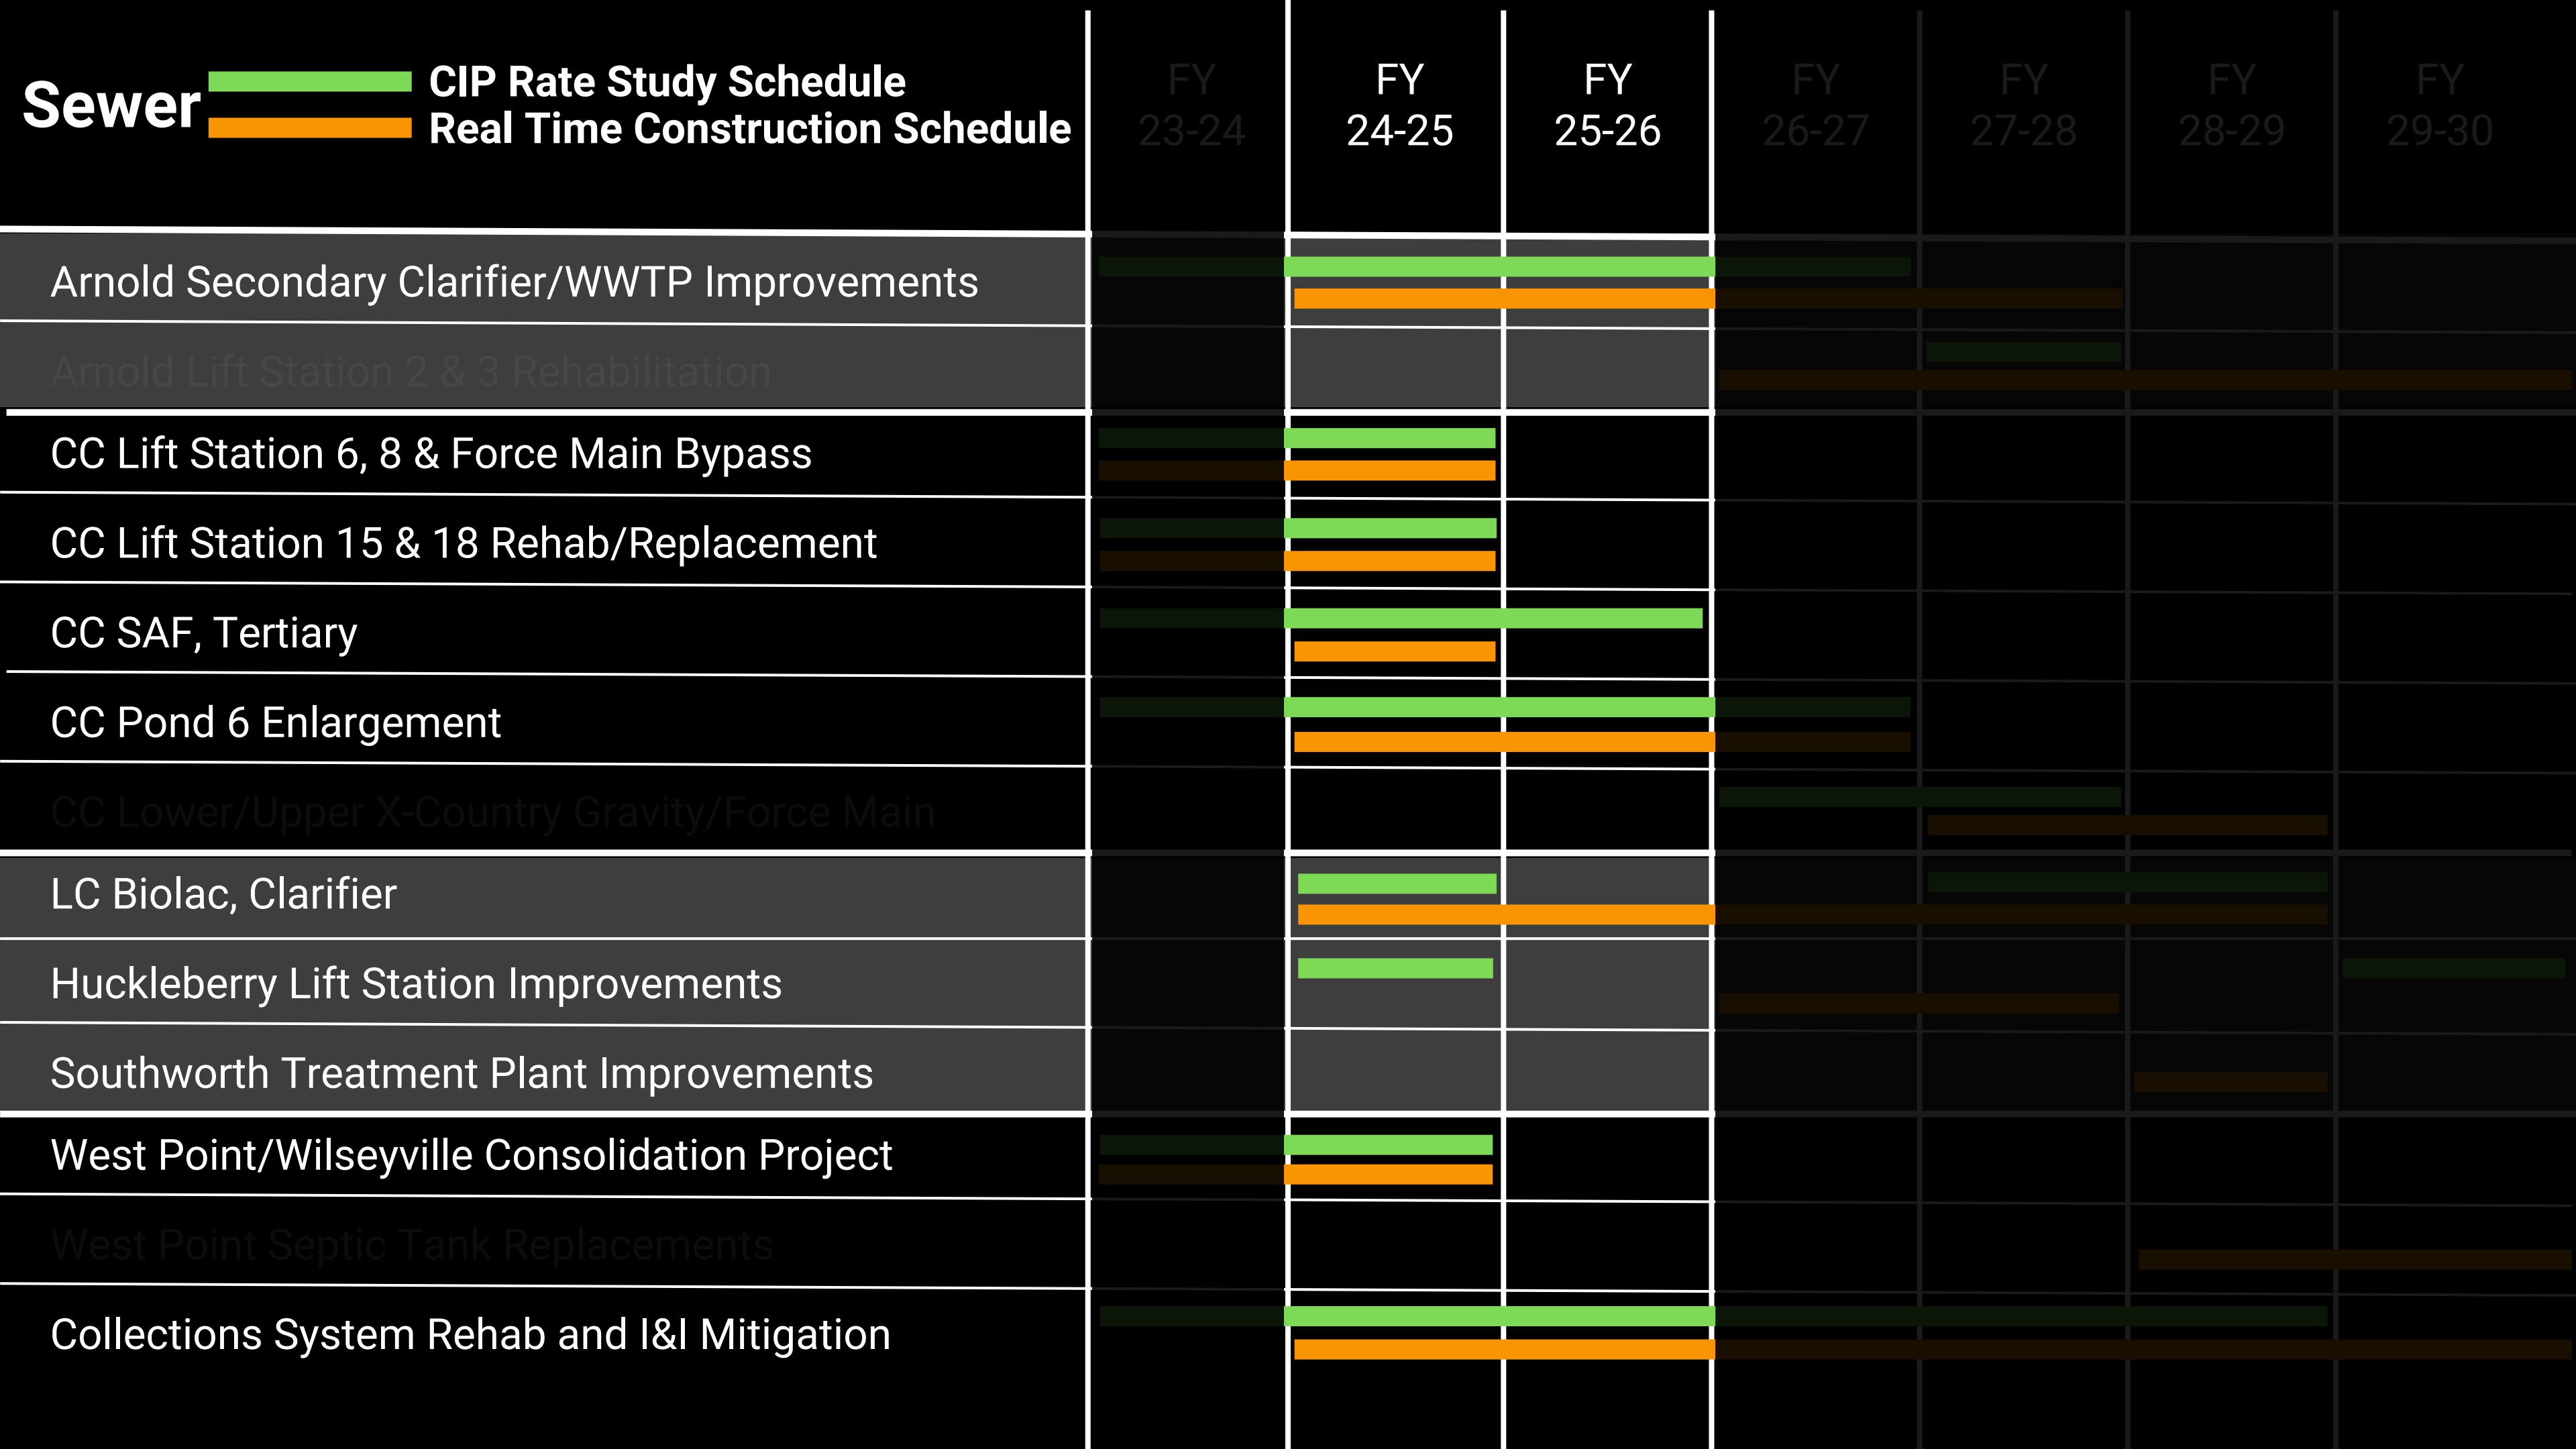 Sewer
CIP Rate Study Schedule
Real Time Construction Schedule
FY
23-24
FY
24-25
FY
25-26
FY
26-27
FY
27-28
FY
28-29
FY
29-30
Arnold Secondary Clarifier/WWTP Improvements
Arnold Lift Station 2 & 3 Rehabilitation
CC Lift Station 6, 8 & Force Main Bypass
CC Lift Station 15 & 18 Rehab/Replacement
CC SAF, Tertiary
CC Pond 6 Enlargement
CC Lower/Upper X-Country Gravity/Force Main
LC Biolac, Clarifier
Huckleberry Lift Station Improvements
Southworth Treatment Plant Improvements
West Point/Wilseyville Consolidation Project
West Point Septic Tank Replacements
Collections System Rehab and I&I Mitigation